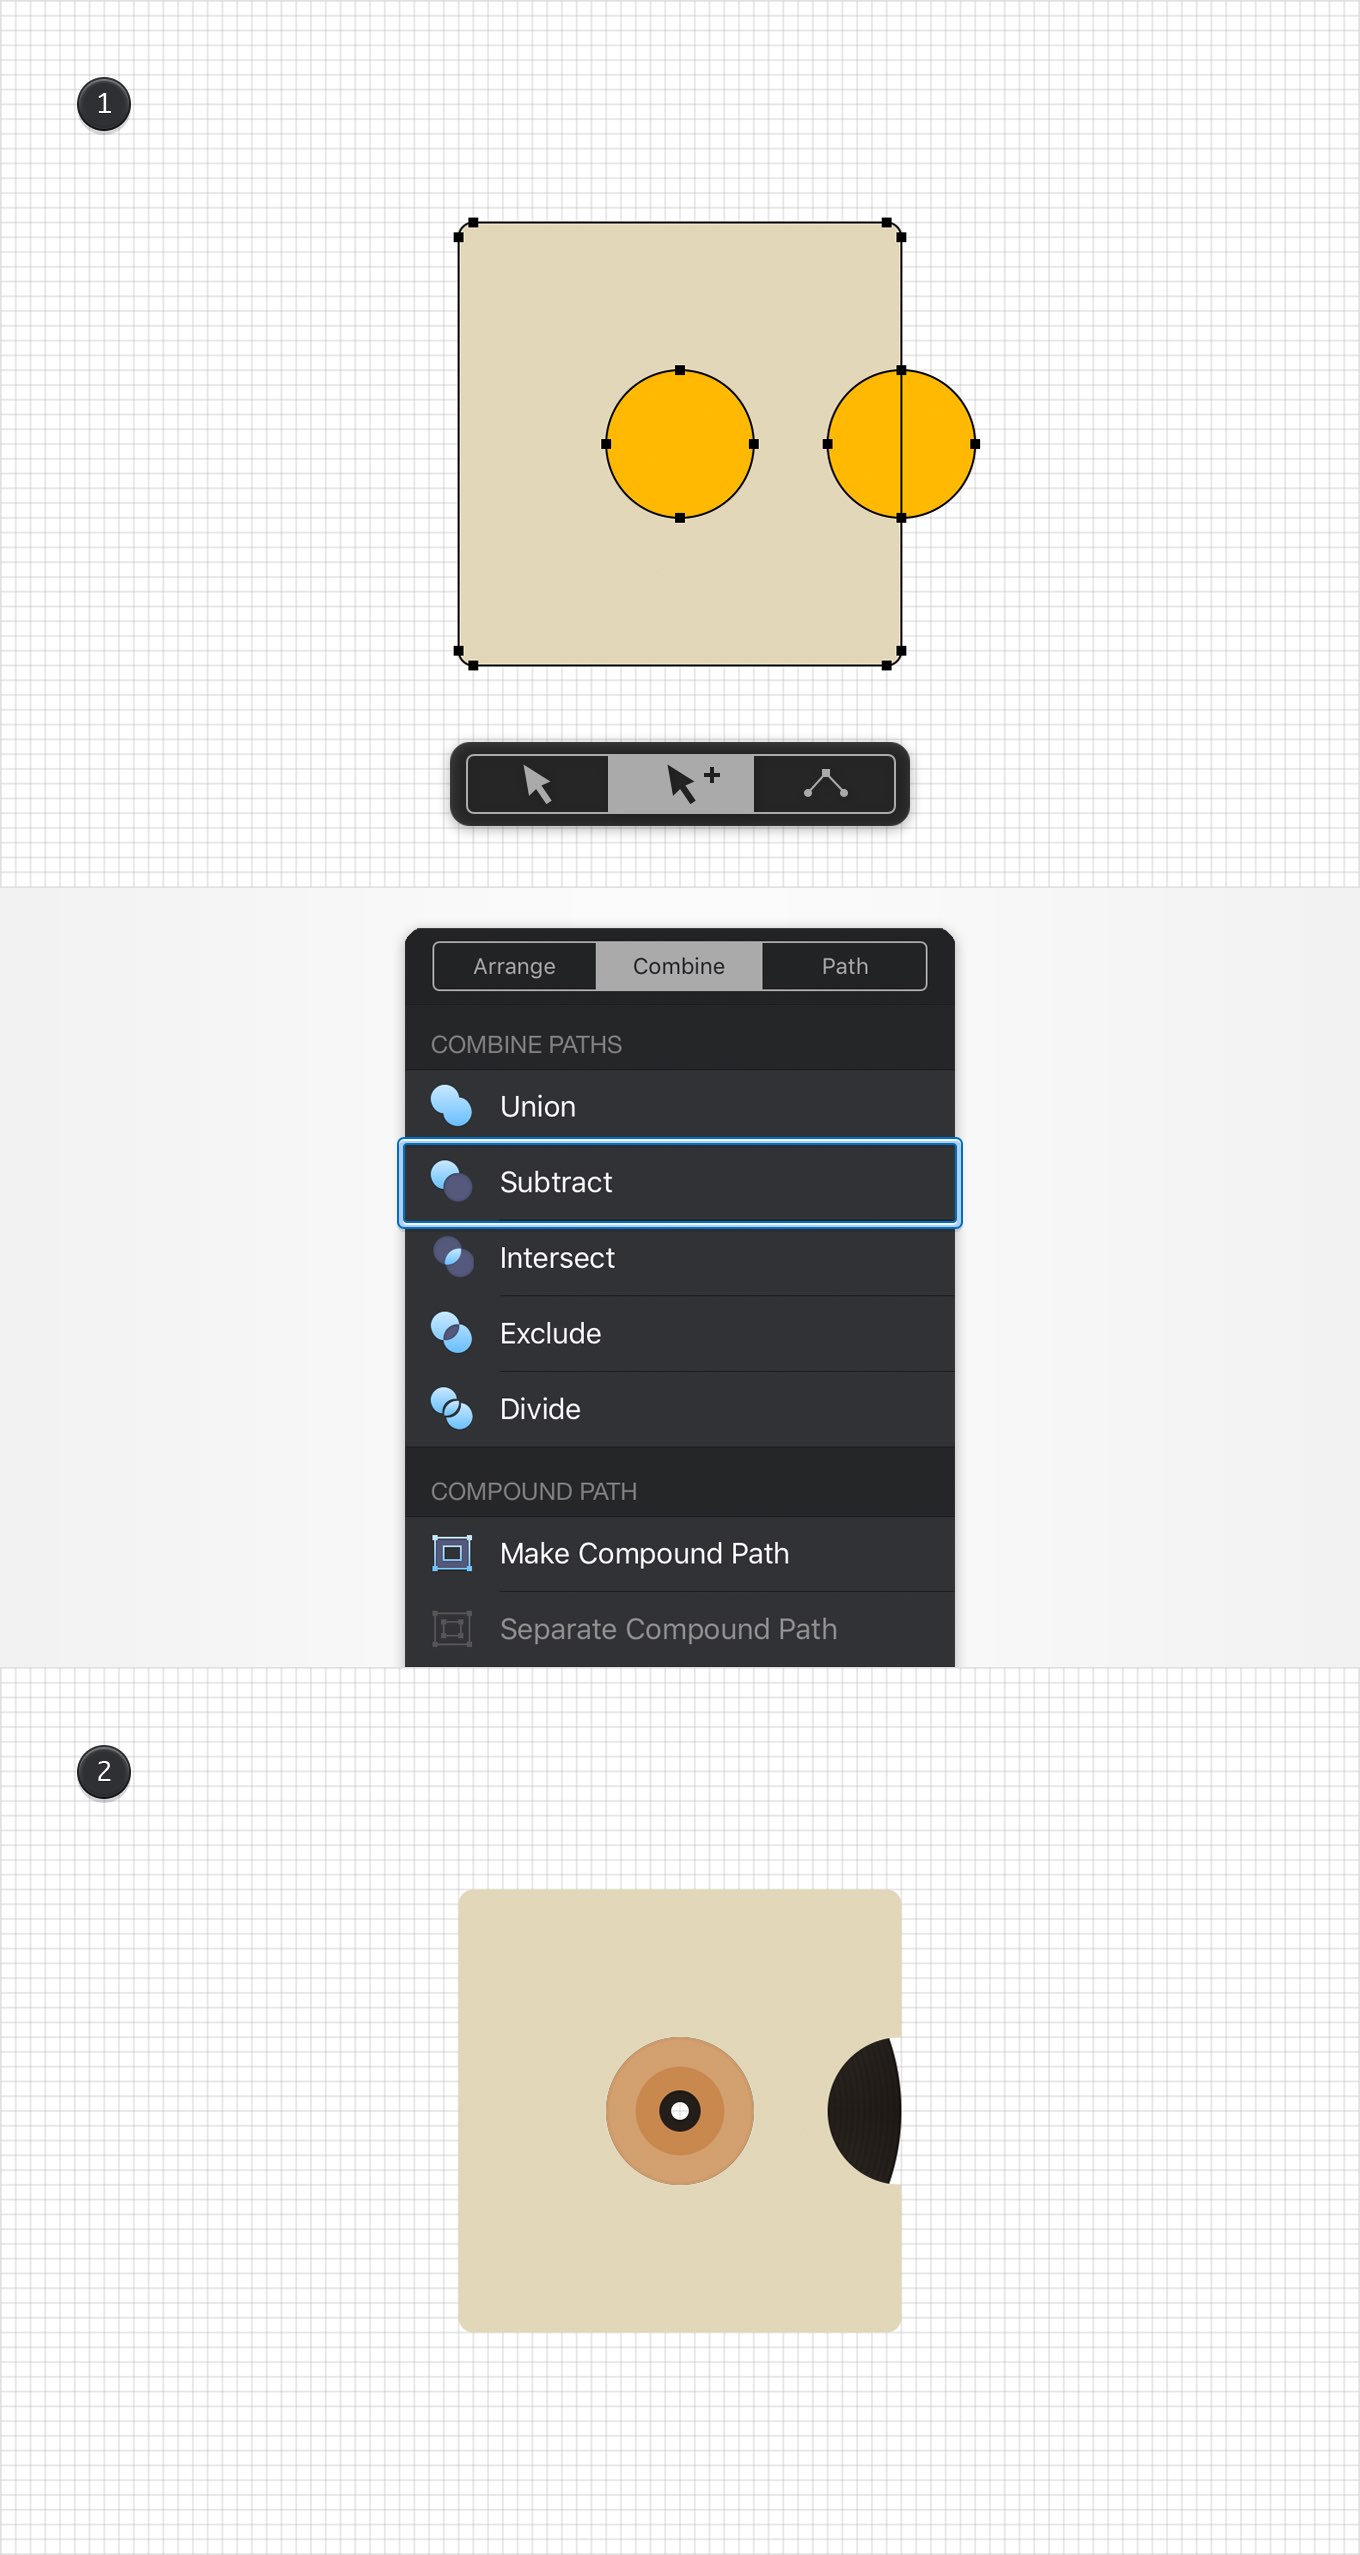 1
Arrange Combine Path
COMBINE PATHS
Union
Subtract
Intersect
Exclude
Divide
COMPOUND PATH
Make Compound Path
Separate Compound Path
2